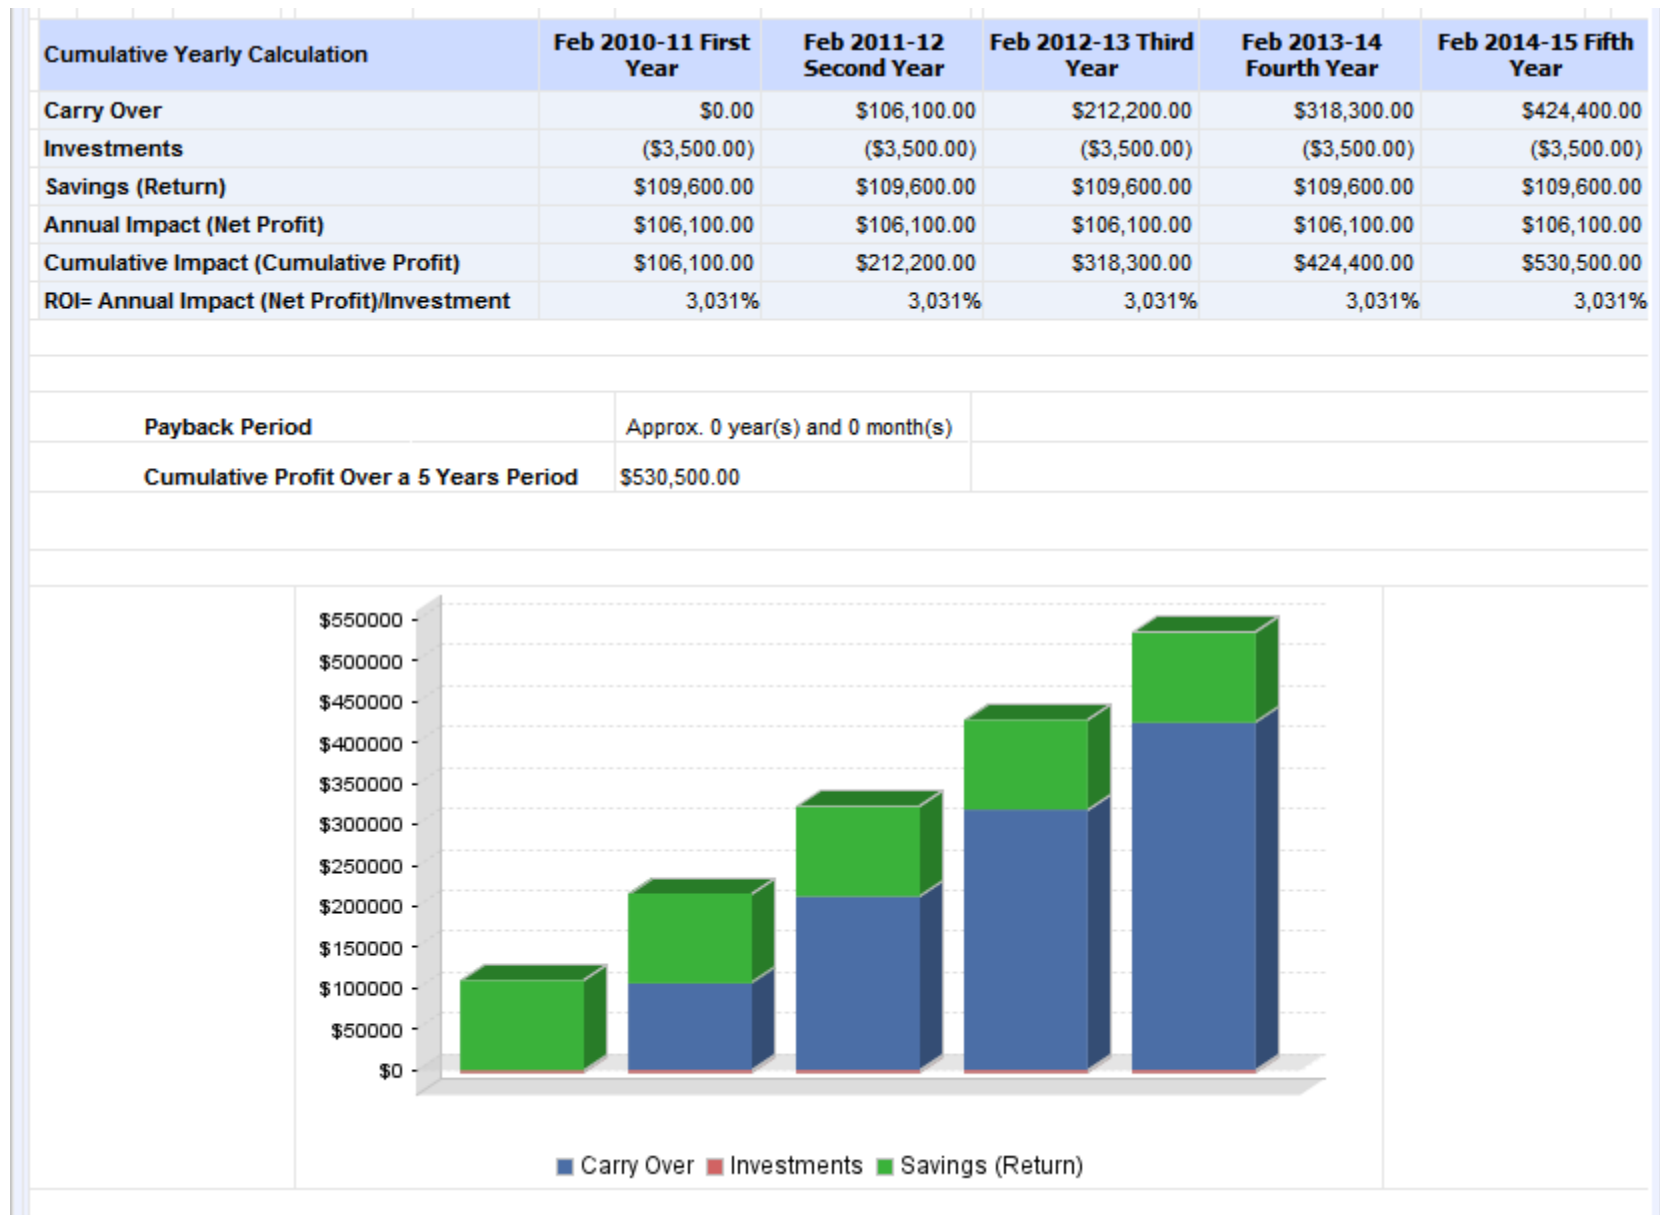 Cumulative Yearly Calculation Feb 2010-11 First Year Feb 2011-12 Second Year Feb 2012-13 Third Year Feb 2013-14 Fourth Year Feb 2014-15 Fifth Year
Carry Over $0.00 $106,100.00 $212,200.00 $318,300.00 $424,400.00
Investments ($3,500.00) ($3,500.00) ($3,500.00) ($3,500.00) ($3,500.00)
Savings (Return) $109,600.00 $109,600.00 $109,600.00 $109,600.00 $109,600.00
Annual Impact (Net Profit) $106,100.00 $106,100.00 $106,100.00 $106,100.00 $106,100.00
Cumulative Impact (Cumulative Profit) $106,100.00 $212,200.00 $318,300.00 $424,400.00 $530,500.00
ROI= Annual Impact (Net Profit)/Investment 3,031% 3,031% 3,031% 3,031% 3,031%
Payback Period Approx. 0 year(s) and 0 month(s)
Cumulative Profit Over a 5 Years Period $530,500.00
$550000
$500000
$450000
$400000
$350000
$300000
$250000
$200000
$150000
$100000
$50000
$0
Carry Over Investments Savings (Return)